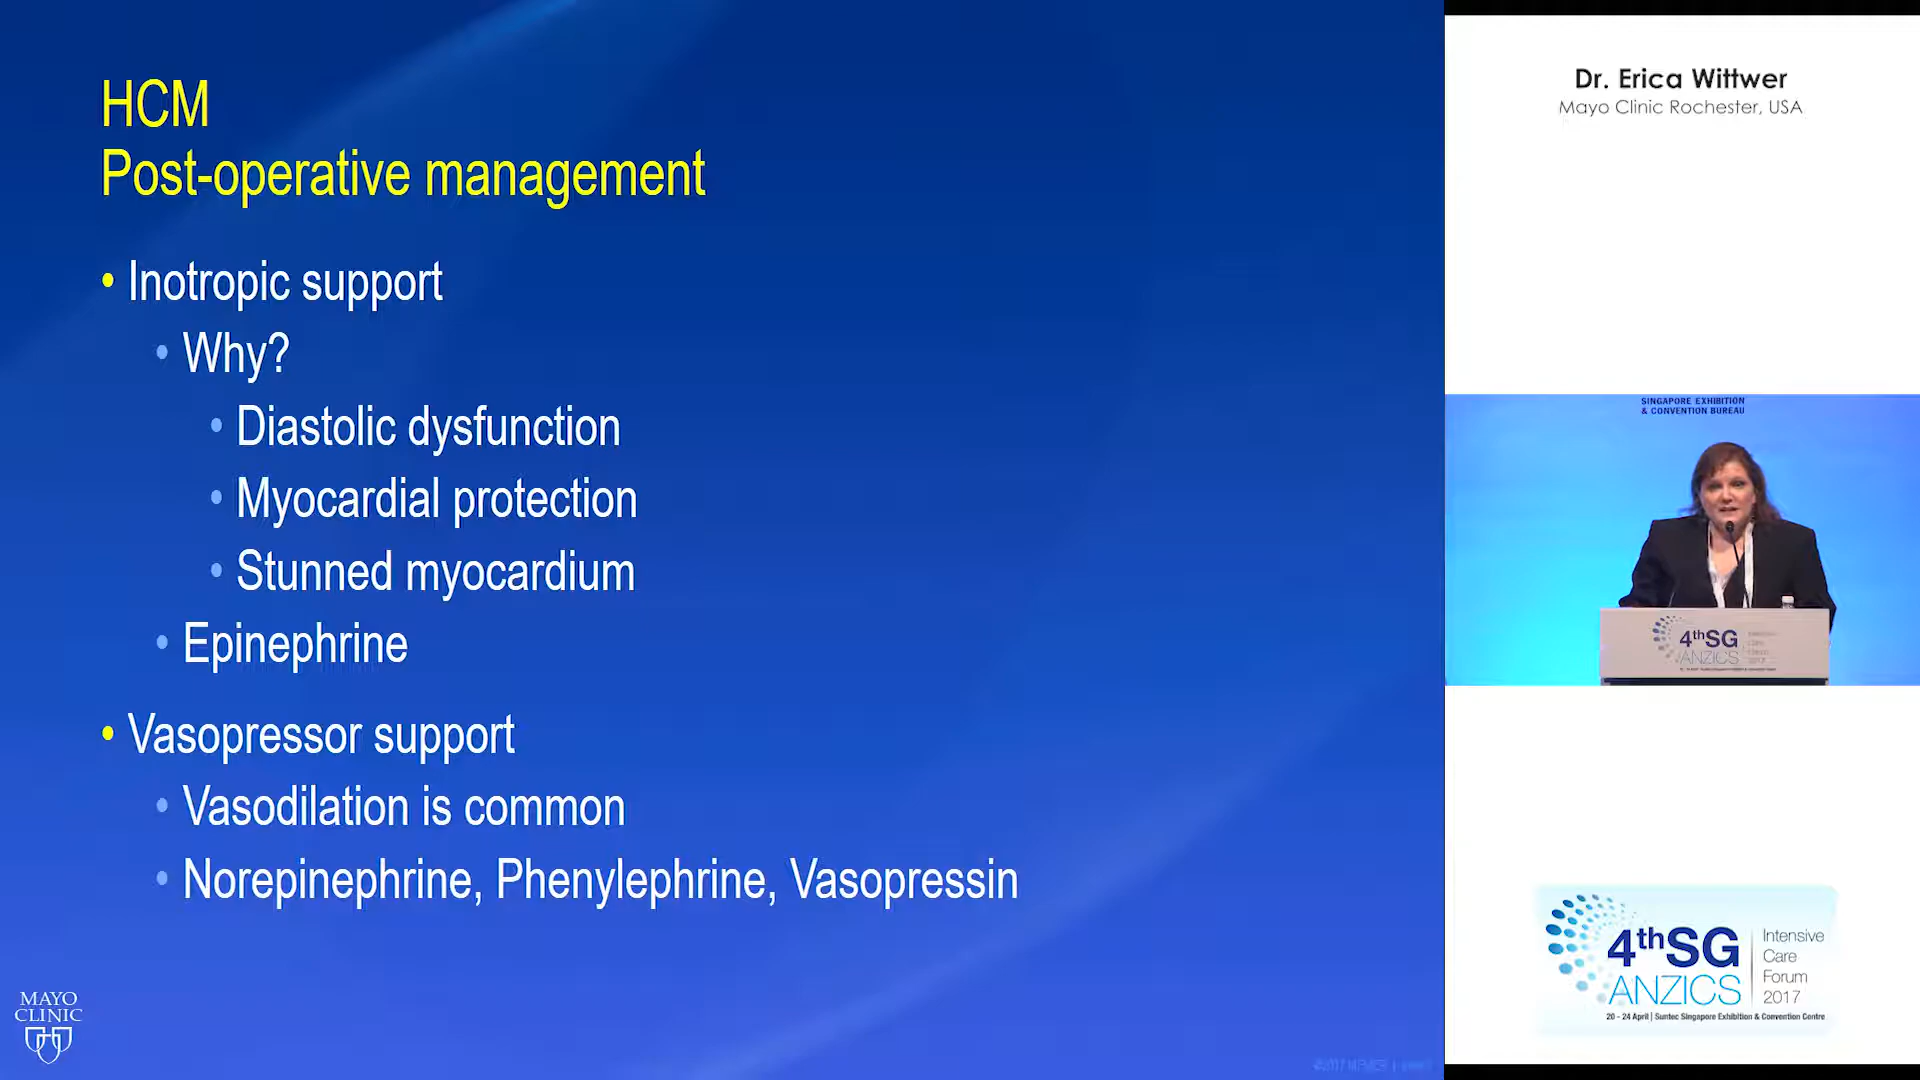 HCM
Post-operative management
• Inotropic support
• Why?
• Diastolic dysfunction
• Myocardial protection
• Stunned myocardium
• Epinephrine
• Vasopressor support
• Vasodilation is common
• Norepinephrine, Phenylephrine, Vasopressin
MAYO
CLINIC
Dr. Erica Wittwer
Mayo Clinic Rochester, USA
SINGAPORE EXHIBITION
& CONVENTION BUREAU
4thSG
ANZICS
4thSG
ANZICS
Intensive
Care
Forum
2017
20 - 24 April | Suntec Singapore Exhibition & Convention Centre